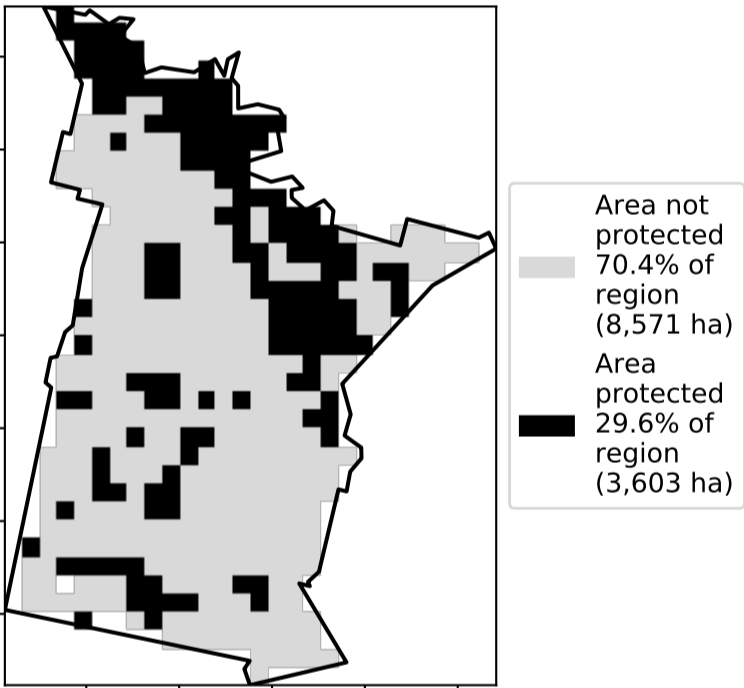 Area not
protected
70.4% of
region
(8,571 ha)
Area
protected
29.6% of
region
(3,603 ha)